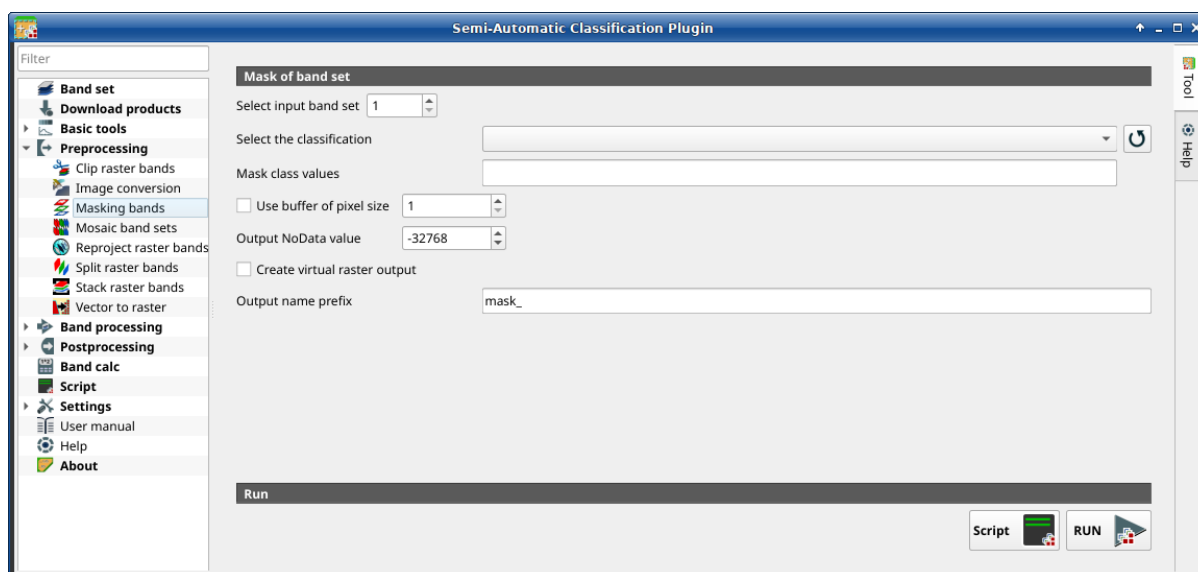 Semi-Automatic Classification Plugin
Filter
Band set
Download products
Basic tools
Preprocessing
Clip raster bands
Image conversion
Masking bands
Mosaic band sets
Reproject raster bands
Split raster bands
Stack raster bands
Vector to raster
Band processing
Postprocessing
Band calc
Script
Settings
User manual
Help
About
Mask of band set
Select input band set 1
Select the classification
Mask class values
Use buffer of pixel size 1
Output NoData value -32768
Create virtual raster output
Output name prefix mask_
Run
Script RUN
Tool
Help